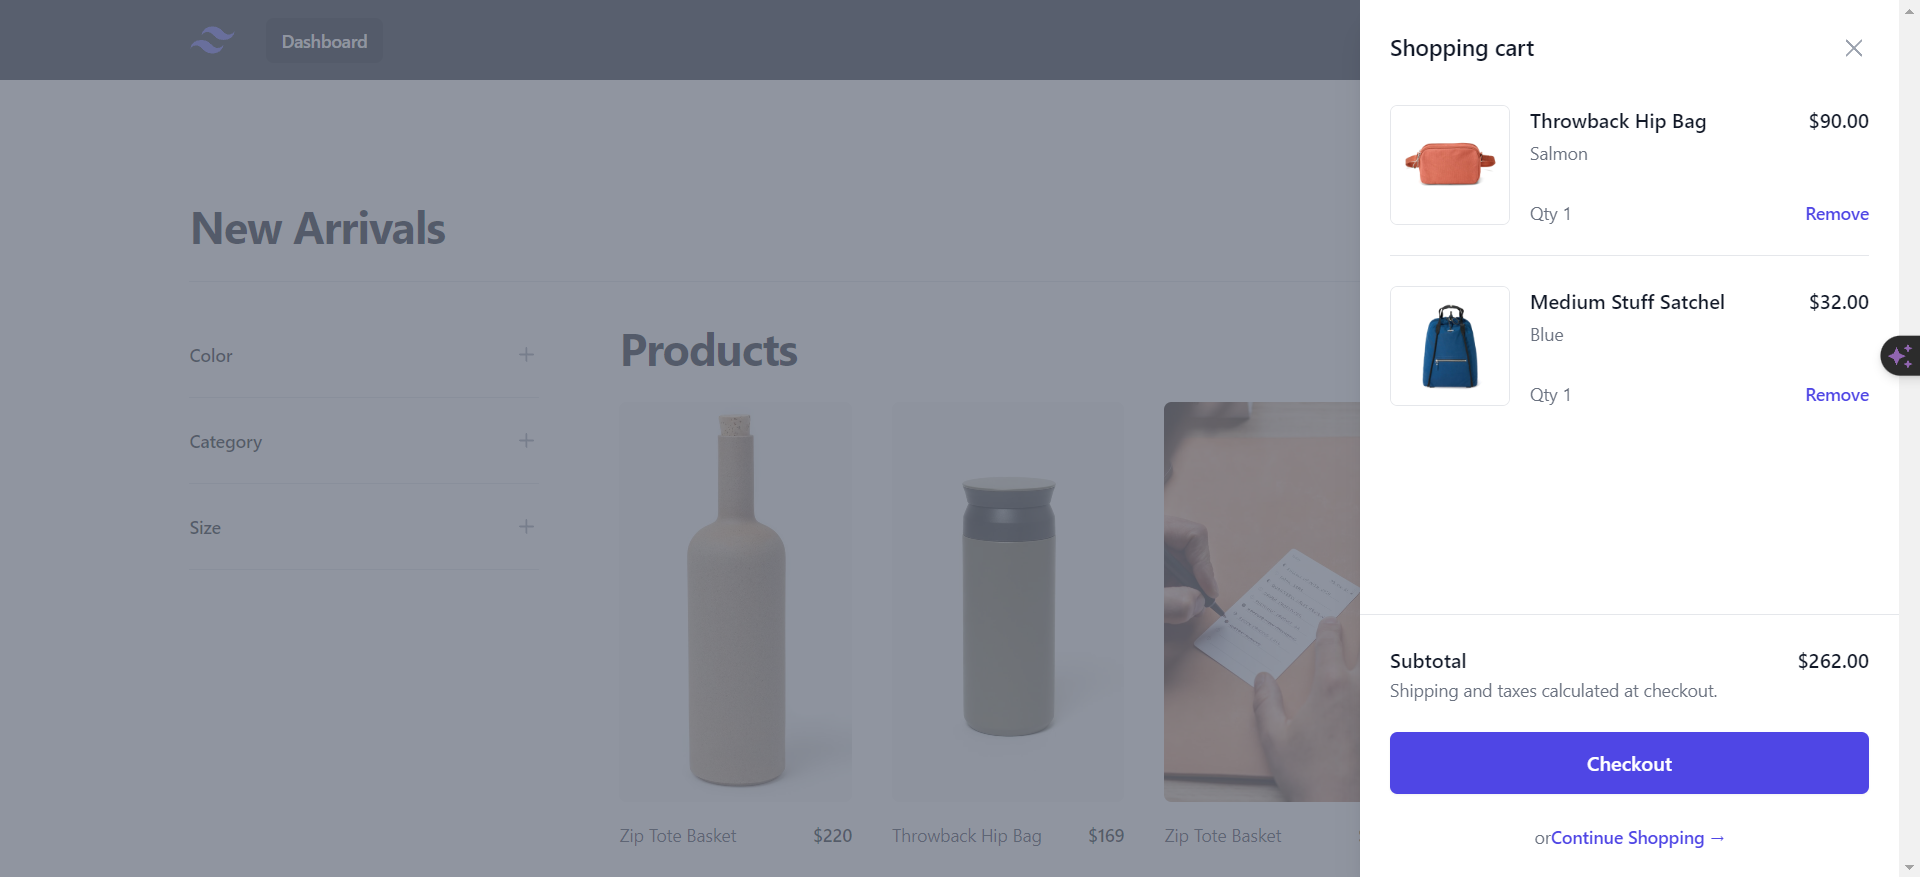 Dashboard
New Arrivals
Color
Category
Size
Products
Zip Tote Basket $220
Throwback Hip Bag $169
Zip Tote Basket
Shopping cart
Throwback Hip Bag $90.00
Salmon
Qty 1 Remove
Medium Stuff Satchel $32.00
Blue
Qty 1 Remove
Subtotal $262.00
Shipping and taxes calculated at checkout.
Checkout
orContinue Shopping →